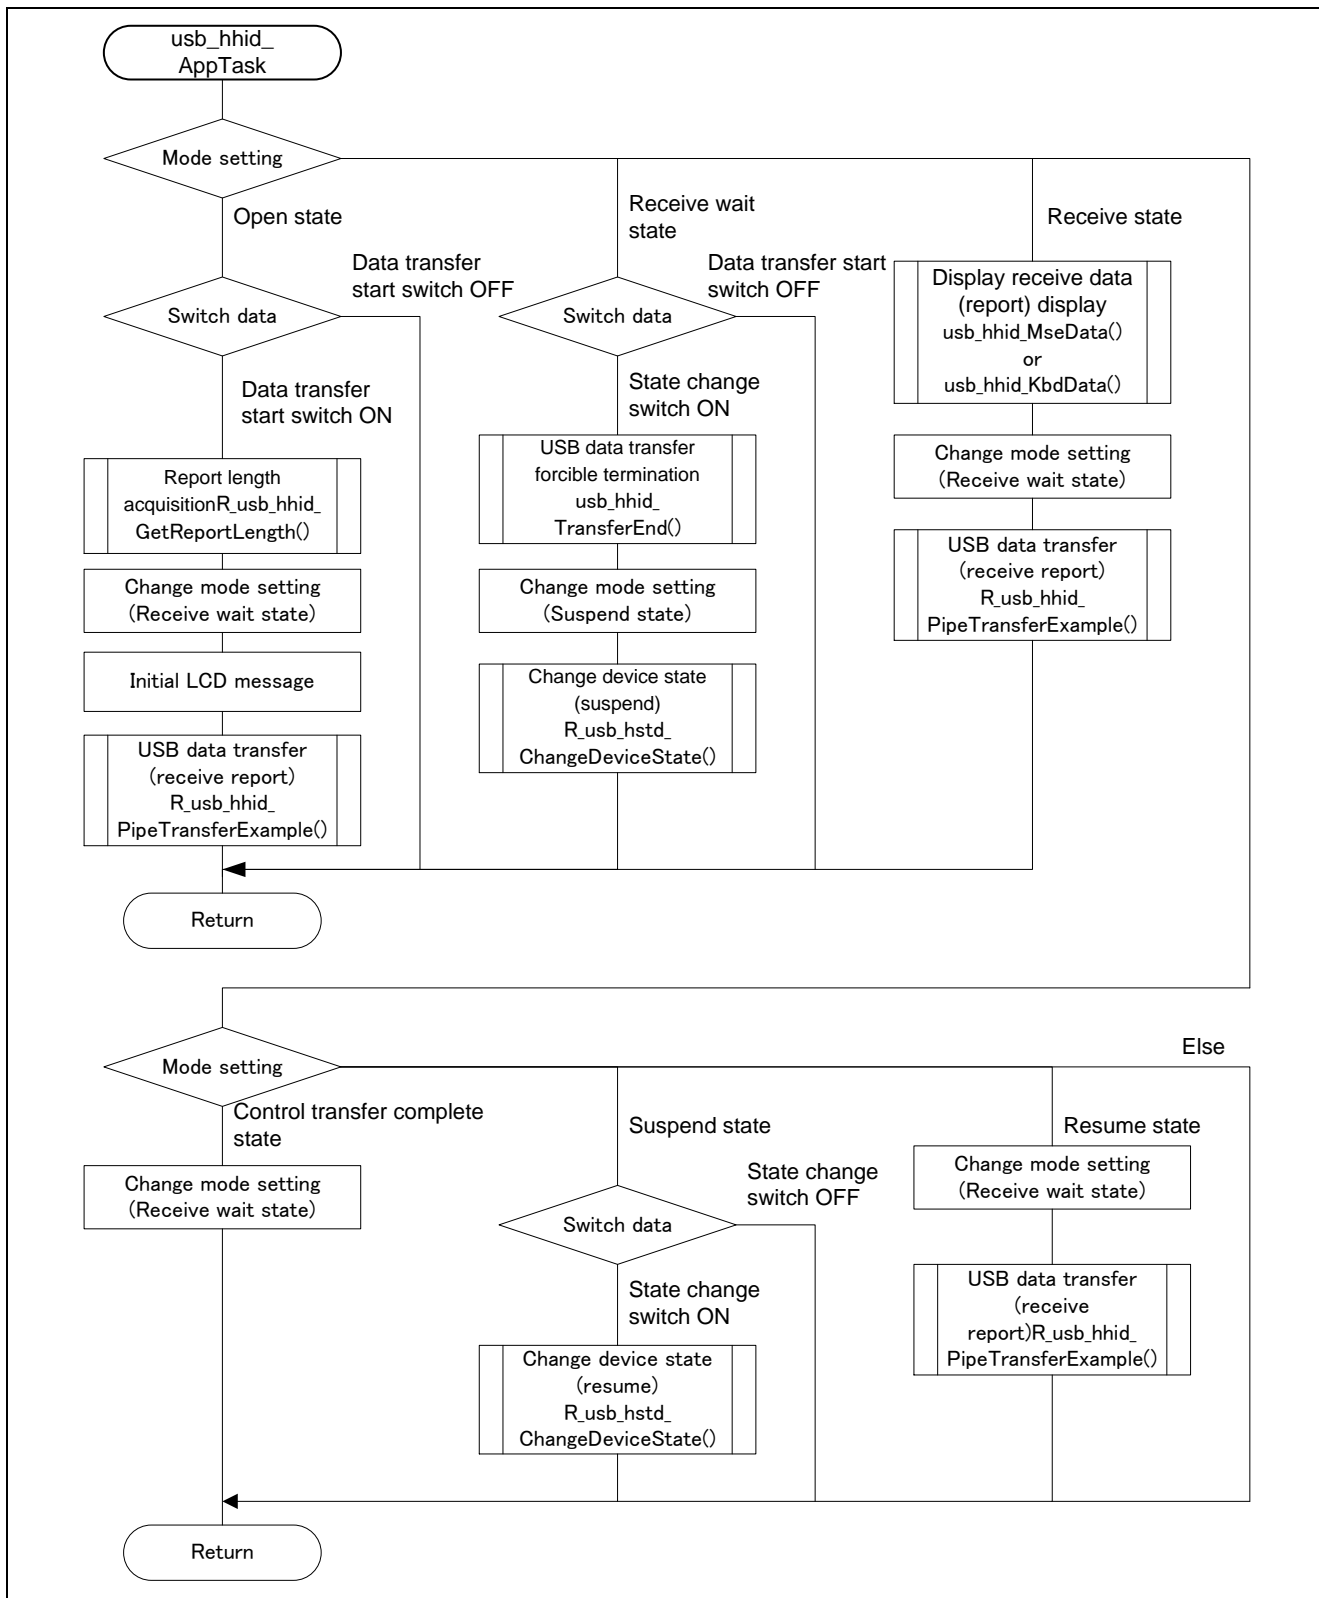 usb_hhid_
AppTask
Mode setting
Open state
Receive wait
state
Receive state
Data transfer
start switch OFF
Data transfer start
switch OFF
Switch data
Switch data
Display receive data
(report) display
usb_hhid_MseData()
or
usb_hhid_KbdData()
Data transfer
start switch ON
State change
switch ON
Report length
acquisitionR_usb_hhid_
GetReportLength()
USB data transfer
forcible termination
usb_hhid_
TransferEnd()
Change mode setting
(Receive wait state)
Change mode setting
(Receive wait state)
Change mode setting
(Suspend state)
USB data transfer
(receive report)
R_usb_hhid_
PipeTransferExample()
Initial LCD message
Change device state
(suspend)
R_usb_hstd_
ChangeDeviceState()
USB data transfer
(receive report)
R_usb_hhid_
PipeTransferExample()
Return
Mode setting
Else
Control transfer complete
state
Suspend state
Resume state
Change mode setting
(Receive wait state)
State change
switch OFF
Change mode setting
(Receive wait state)
Switch data
State change
switch ON
USB data transfer
(receive
report)R_usb_hhid_
PipeTransferExample()
Change device state
(resume)
R_usb_hstd_
ChangeDeviceState()
Return